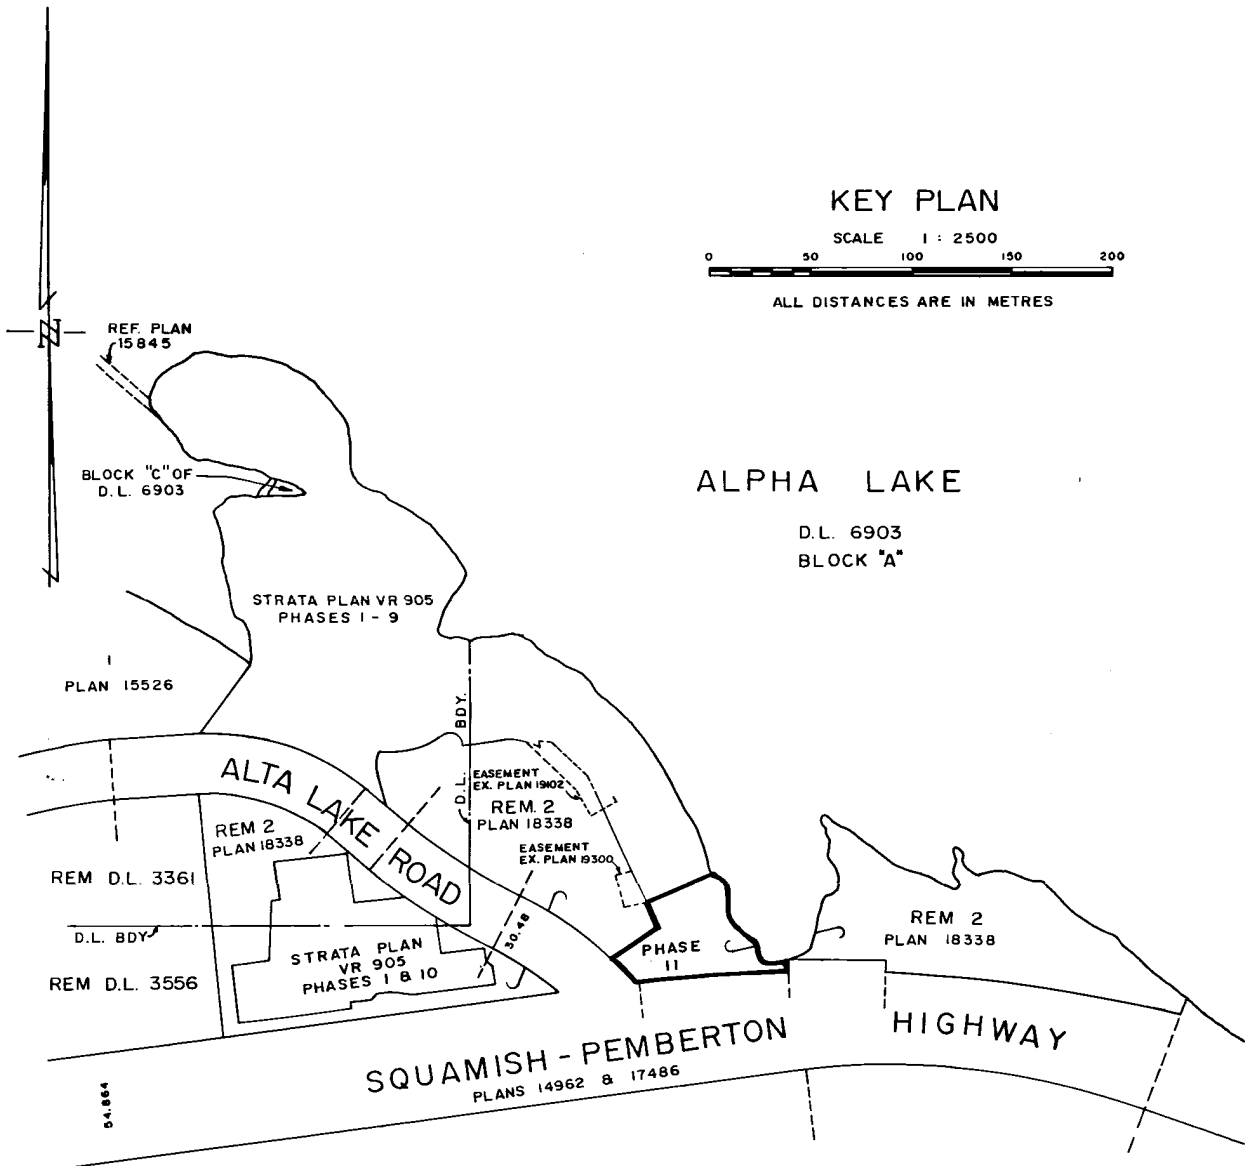 KEY PLAN
SCALE 1 : 2500
0 50 100 150 200
ALL DISTANCES ARE IN METRES
N
REF. PLAN
15845
BLOCK "C" OF
D.L. 6903
ALPHA LAKE
D.L. 6903
BLOCK "A"
STRATA PLAN VR 905
PHASES 1 - 9
1
PLAN 15526
D.L. BDY.
ALTA LAKE ROAD
EASEMENT
EX. PLAN 19102
REM. 2
PLAN 18338
REM 2
PLAN 18338
EASEMENT
EX. PLAN 19300
REM D.L. 3361
D.L. BDY
REM D.L. 3556
STRATA PLAN
VR 905
PHASES 1 & 10
30.48
PHASE
11
REM 2
PLAN 18338
SQUAMISH - PEMBERTON HIGHWAY
PLANS 14962 & 17486
54.864